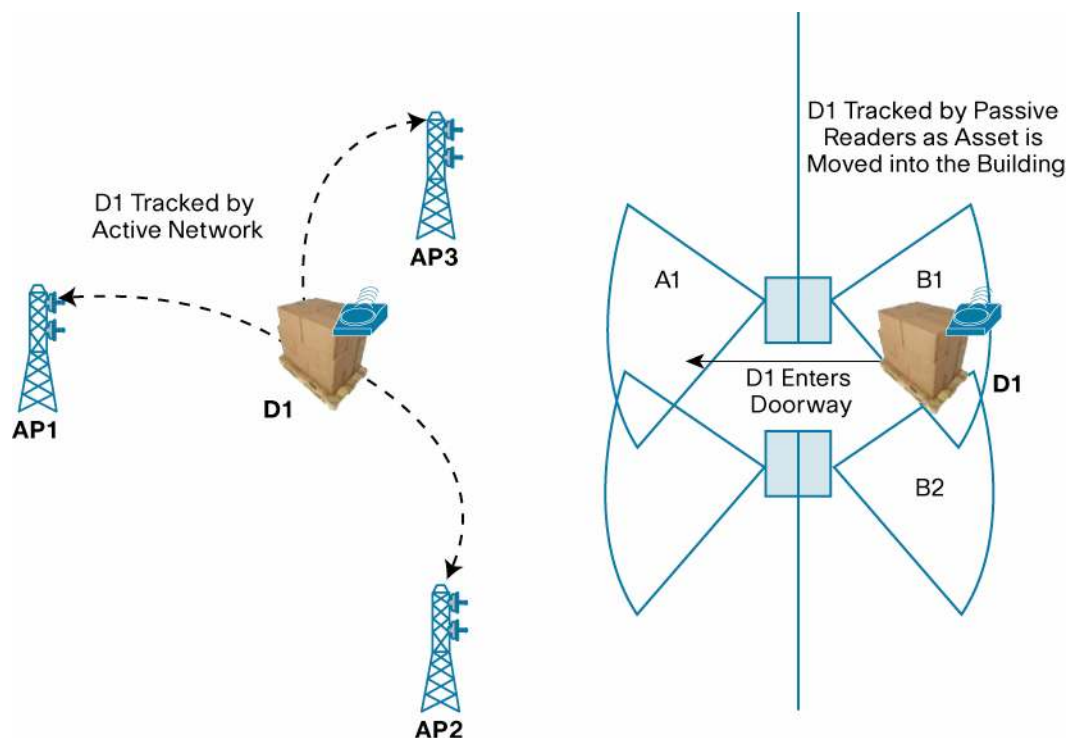 D1 Tracked by
Active Network
AP3
AP1
D1
AP2
D1 Tracked by Passive
Readers as Asset is
Moved into the Building
A1
B1
D1 Enters
Doorway
D1
B2